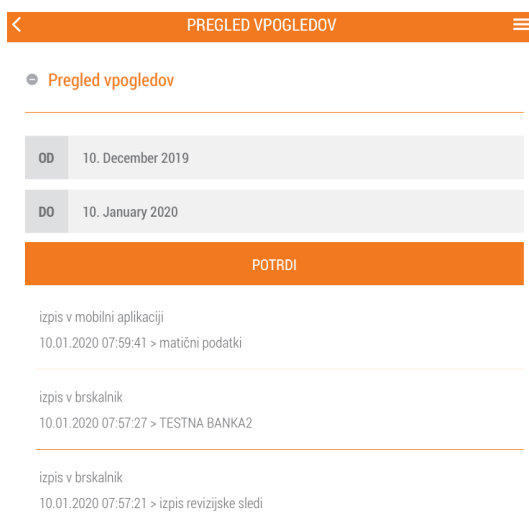 PREGLED VPOGLEDOV
Pregled vpogledov
OD 10. December 2019
DO 10. January 2020
POTRDI
izpis v mobilni aplikaciji
10.01.2020 07:59:41 > matični podatki
izpis v brskalnik
10.01.2020 07:57:27 > TESTNA BANKA2
izpis v brskalnik
10.01.2020 07:57:21 > izpis revizijske sledi